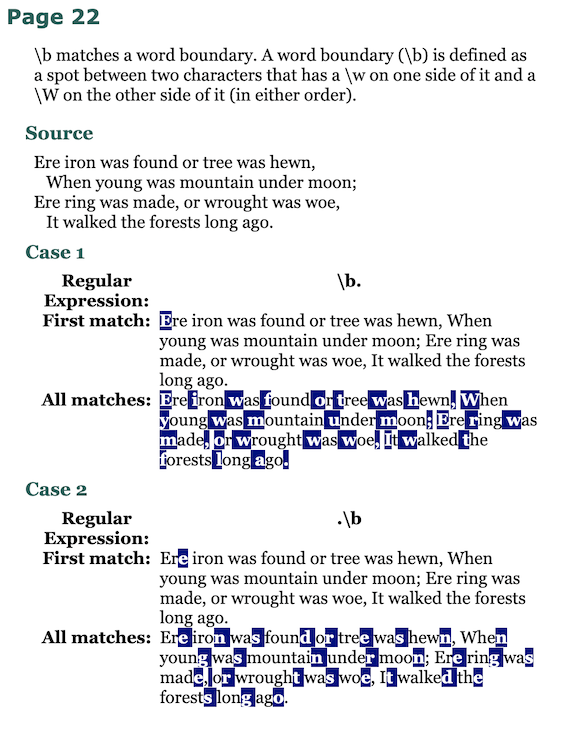 Page 22
\b matches a word boundary. A word boundary (\b) is defined as
a spot between two characters that has a \w on one side of it and a
\W on the other side of it (in either order).
Source
Ere iron was found or tree was hewn,
When young was mountain under moon;
Ere ring was made, or wrought was woe,
It walked the forests long ago.
Case 1
Regular Expression: \b.
First match: Ere iron was found or tree was hewn, When
young was mountain under moon; Ere ring was
made, or wrought was woe, It walked the forests
long ago.
All matches: Ere iron was found or tree was hewn, When
young was mountain under moon; Ere ring was
made, or wrought was woe, It walked the
forests long ago.
Case 2
Regular Expression: .\b
First match: Ere iron was found or tree was hewn, When
young was mountain under moon; Ere ring was
made, or wrought was woe, It walked the forests
long ago.
All matches: Ere iron was found or tree was hewn, When
young was mountain under moon; Ere ring was
made, or wrought was woe, It walked the
forests long ago.